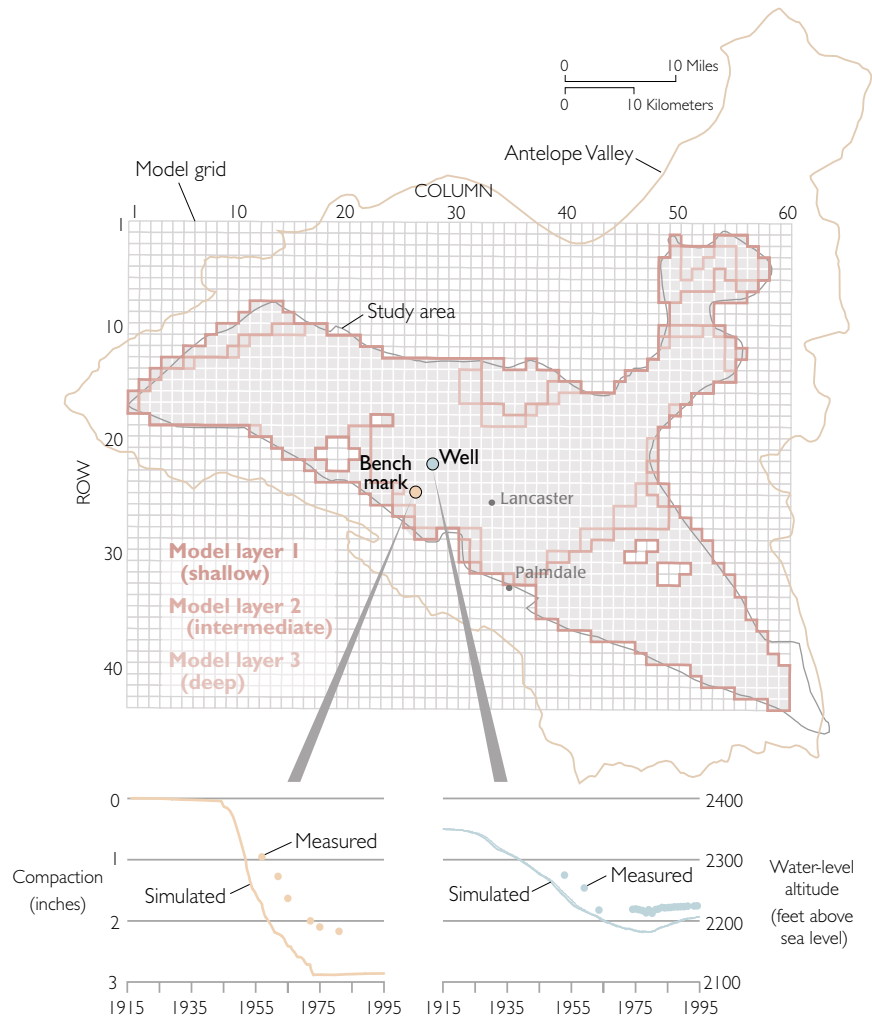 0 10 Miles
0 10 Kilometers
Antelope Valley
Model grid
COLUMN
1 10 20 30 40 50 60
1
10
20
30
40
ROW
Study area
Well
Bench
mark
Lancaster
Palmdale
Model layer 1
(shallow)
Model layer 2
(intermediate)
Model layer 3
(deep)
0
1
2
3
Compaction
(inches)
Measured
Simulated
1915 1935 1955 1975 1995
2400
2300
2200
2100
Water-level
altitude
(feet above
sea level)
Simulated
Measured
1915 1935 1955 1975 1995